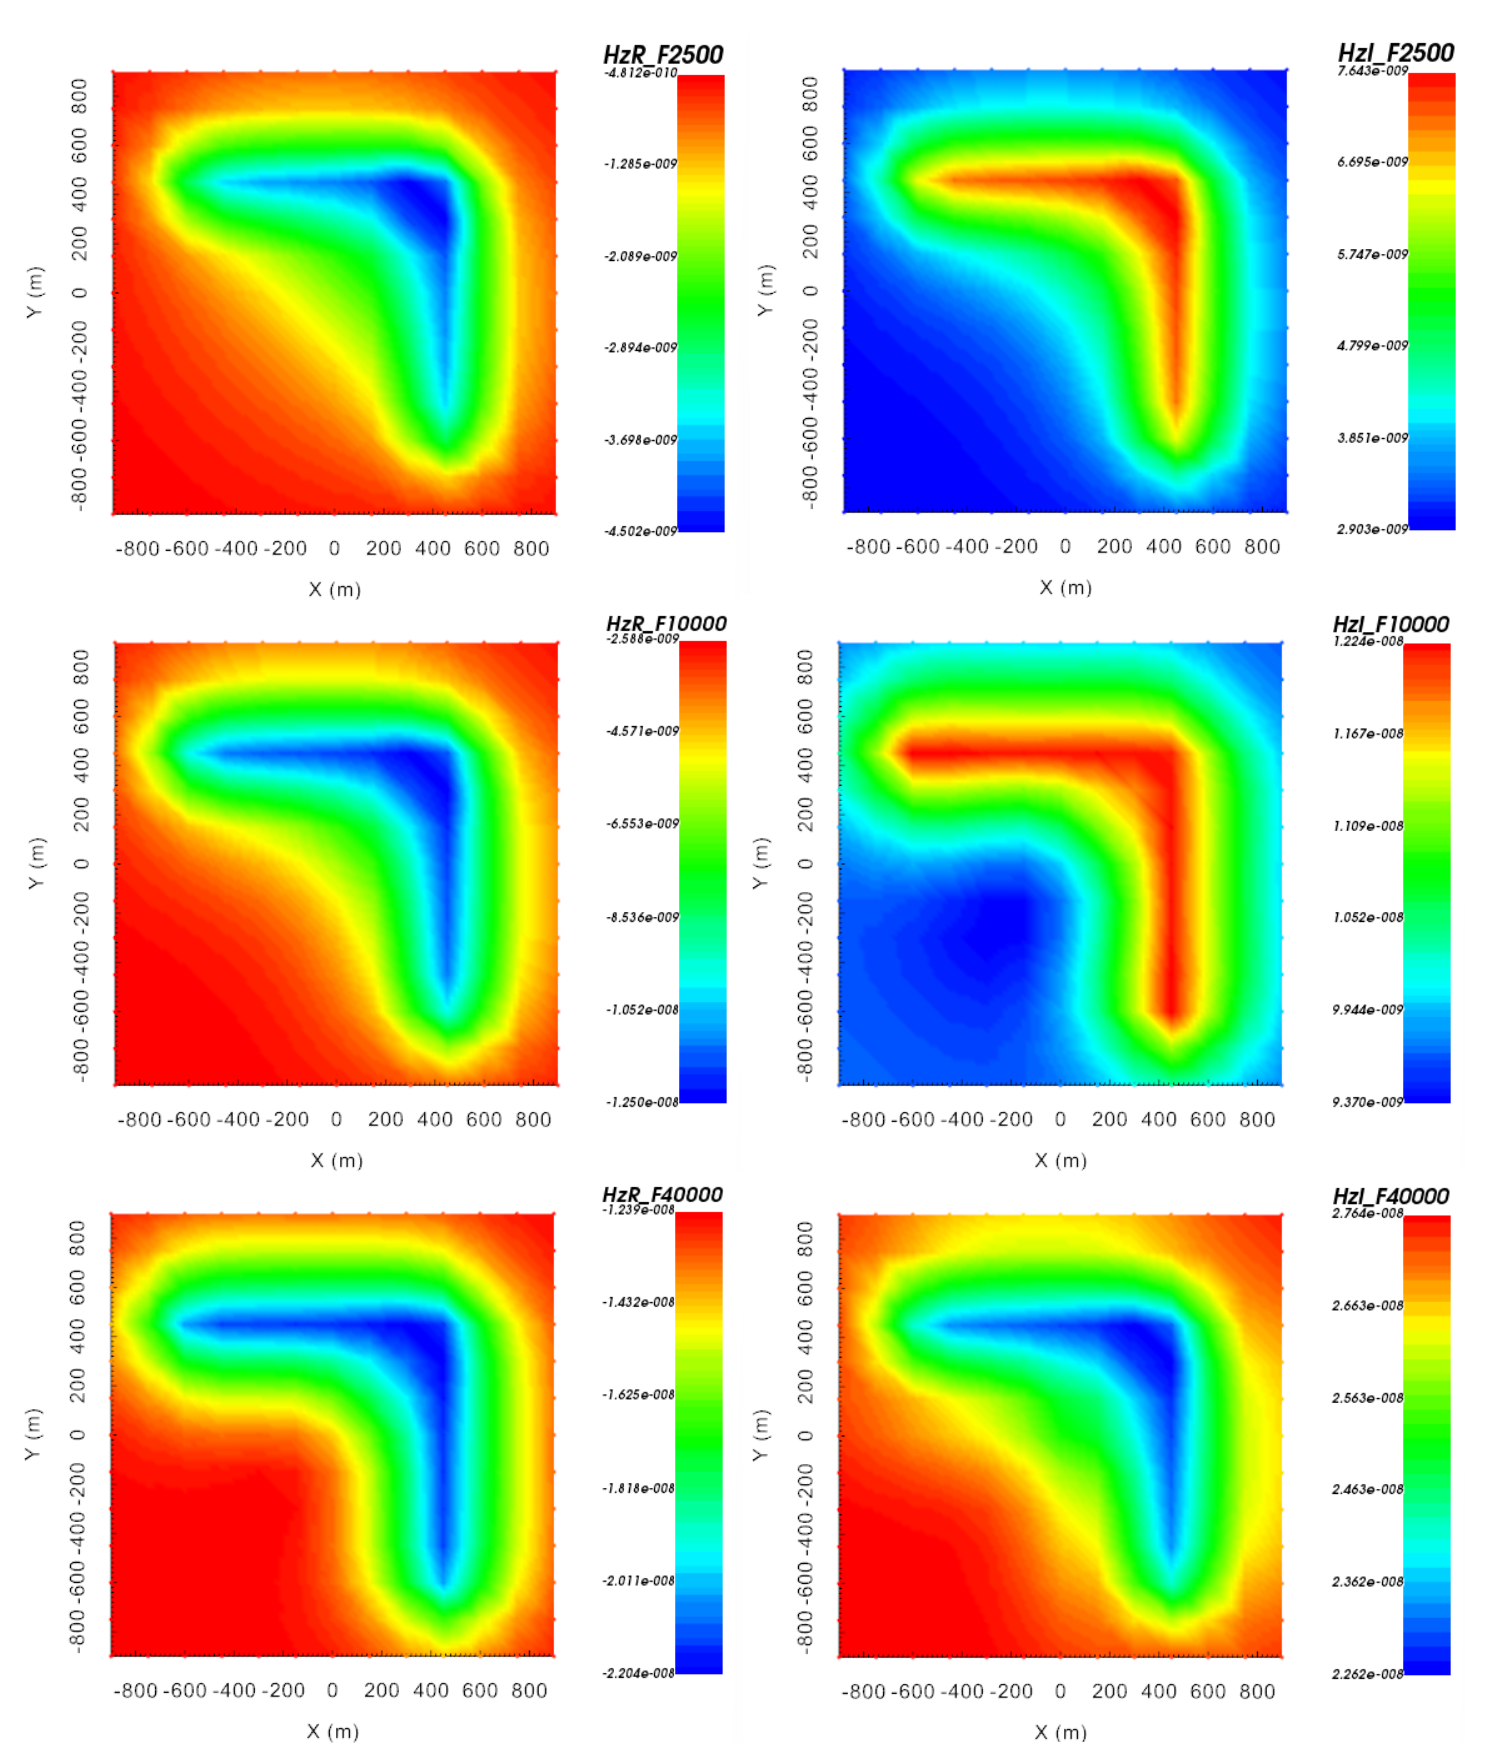 HzR_F2500
-4.812e-010
-1.285e-009
-2.089e-009
-2.894e-009
-3.698e-009
-4.502e-009
800
600
400
200
0
-200
-400
-600
-800
Y (m)
-800 -600 -400 -200 0 200 400 600 800
X (m)
HzI_F2500
7.643e-009
6.695e-009
5.747e-009
4.799e-009
3.851e-009
2.903e-009
800
600
400
200
0
-200
-400
-600
-800
Y (m)
-800 -600 -400 -200 0 200 400 600 800
X (m)
HzR_F10000
-2.588e-009
-4.571e-009
-6.553e-009
-8.536e-009
-1.052e-008
-1.250e-008
800
600
400
200
0
-200
-400
-600
-800
Y (m)
-800 -600 -400 -200 0 200 400 600 800
X (m)
HzI_F10000
1.224e-008
1.167e-008
1.109e-008
1.052e-008
9.944e-009
9.370e-009
800
600
400
200
0
-200
-400
-600
-800
Y (m)
-800 -600 -400 -200 0 200 400 600 800
X (m)
HzR_F40000
-1.239e-008
-1.432e-008
-1.625e-008
-1.818e-008
-2.011e-008
-2.204e-008
800
600
400
200
0
-200
-400
-600
-800
Y (m)
-800 -600 -400 -200 0 200 400 600 800
X (m)
HzI_F40000
2.764e-008
2.663e-008
2.563e-008
2.463e-008
2.362e-008
2.262e-008
800
600
400
200
0
-200
-400
-600
-800
Y (m)
-800 -600 -400 -200 0 200 400 600 800
X (m)